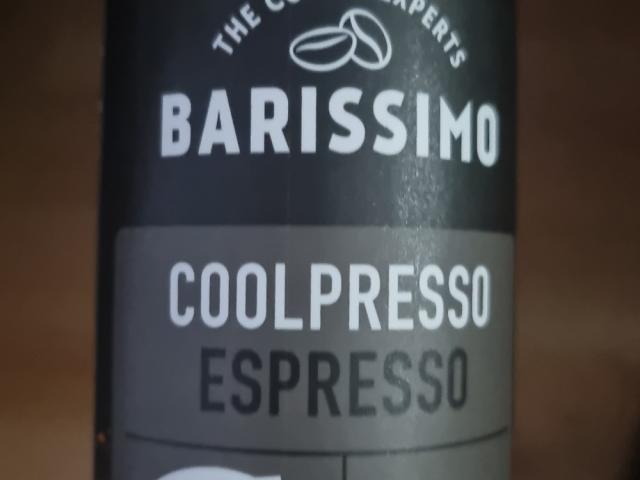 THE EXPERTS
BARISSIMO
COOLPRESSO
ESPRESSO